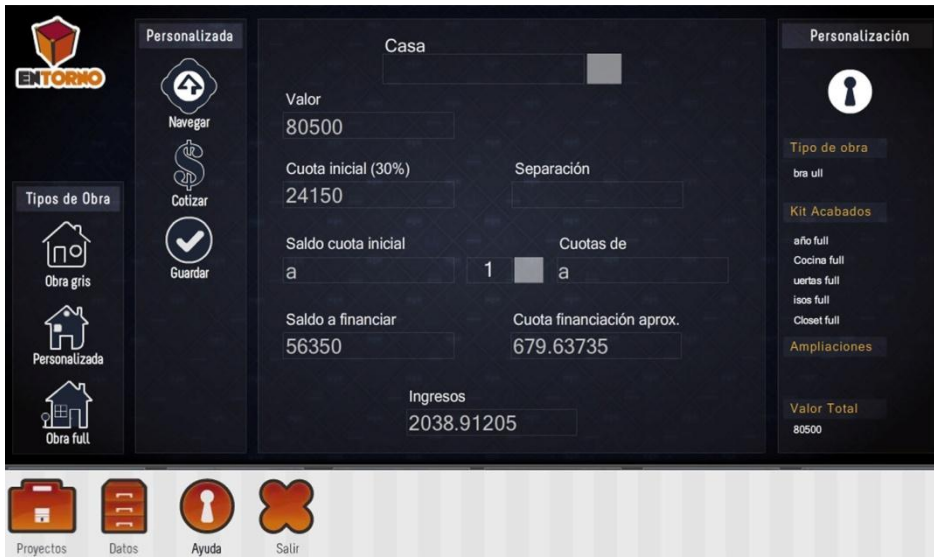 ENTORNO
Tipos de Obra
Obra gris
Personalizada
Obra full
Personalizada
Navegar
Cotizar
Guardar
Casa
Valor
80500
Cuota inicial (30%)
24150
Separación
Saldo cuota inicial
a
1
Cuotas de
a
Saldo a financiar
56350
Cuota financiación aprox.
679.63735
Ingresos
2038.91205
Personalización
Tipo de obra
bra ull
Kit Acabados
año full
Cocina full
uertas full
isos full
Closet full
Ampliaciones
Valor Total
80500
Proyectos
Datos
Ayuda
Salir